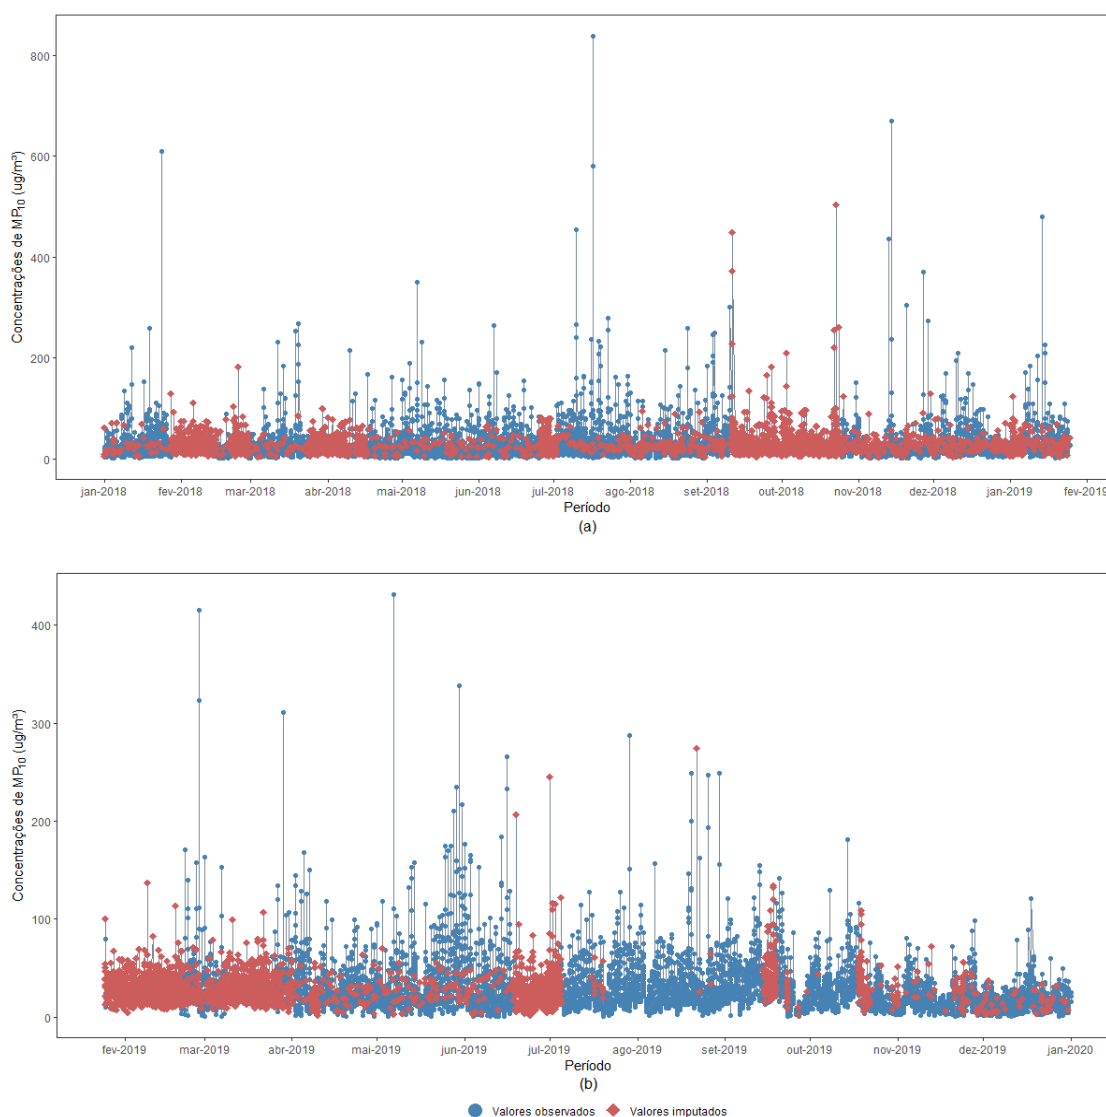 Concentrações de MP10 (ug/m³)
800
600
400
200
0
jan-2018 fev-2018 mar-2018 abr-2018 mai-2018 jun-2018 jul-2018 ago-2018 set-2018 out-2018 nov-2018 dez-2018 jan-2019 fev-2019
Período
(a)
Concentrações de MP10 (ug/m³)
400
300
200
100
0
fev-2019 mar-2019 abr-2019 mai-2019 jun-2019 jul-2019 ago-2019 set-2019 out-2019 nov-2019 dez-2019 jan-2020
Período
(b)
Valores observados Valores imputados